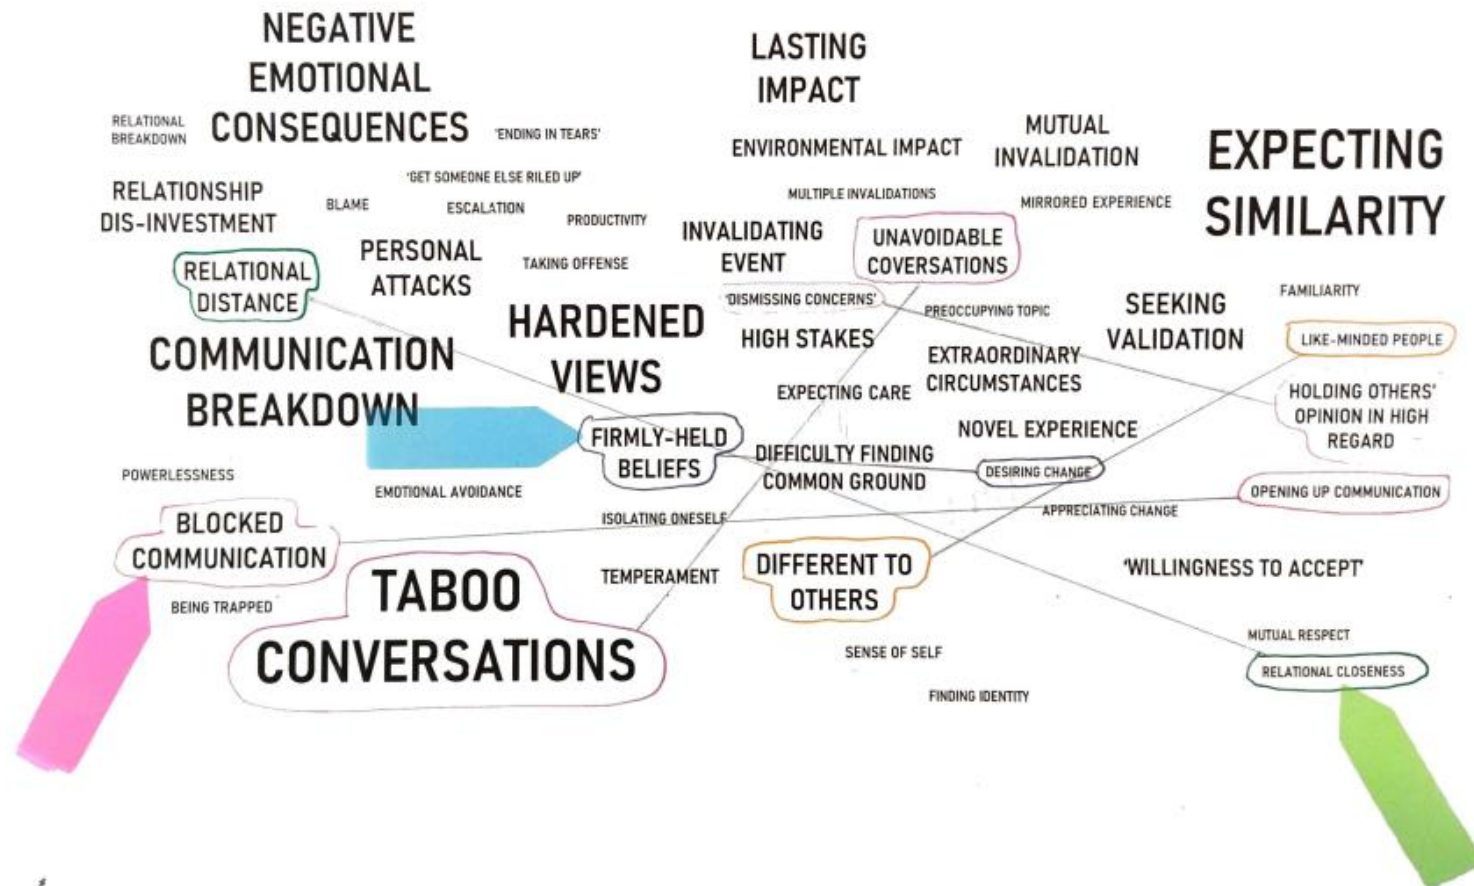 NEGATIVE
EMOTIONAL
CONSEQUENCES
RELATIONAL
BREAKDOWN
'ENDING IN TEARS'
'GET SOMEONE ELSE RILED UP'
RELATIONSHIP
DIS-INVESTMENT
BLAME
ESCALATION
PRODUCTIVITY
PERSONAL
ATTACKS
TAKING OFFENSE
RELATIONAL
DISTANCE
COMMUNICATION
BREAKDOWN
HARDENED
VIEWS
FIRMLY-HELD
BELIEFS
LASTING
IMPACT
ENVIRONMENTAL IMPACT
MUTUAL
INVALIDATION
MULTIPLE INVALIDATIONS
MIRRORED EXPERIENCE
INVALIDATING
EVENT
UNAVOIDABLE
COVERSATIONS
'DISMISSING CONCERNS'
PREOCCUPYING TOPIC
HIGH STAKES
EXTRAORDINARY
CIRCUMSTANCES
EXPECTING CARE
NOVEL EXPERIENCE
DIFFICULTY FINDING
COMMON GROUND
DESIRING CHANGE
EXPECTING
SIMILARITY
SEEKING
VALIDATION
FAMILIARITY
LIKE-MINDED PEOPLE
HOLDING OTHERS'
OPINION IN HIGH
REGARD
OPENING UP COMMUNICATION
APPRECIATING CHANGE
POWERLESSNESS
EMOTIONAL AVOIDANCE
BLOCKED
COMMUNICATION
ISOLATING ONESELF
BEING TRAPPED
TABOO
CONVERSATIONS
TEMPERAMENT
DIFFERENT TO
OTHERS
SENSE OF SELF
FINDING IDENTITY
'WILLINGNESS TO ACCEPT'
MUTUAL RESPECT
RELATIONAL CLOSENESS